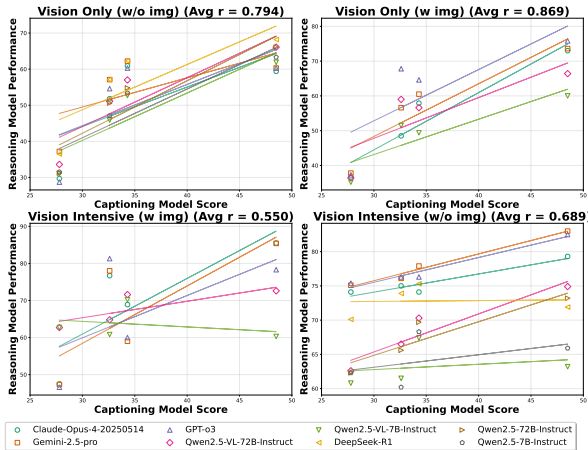 Vision Only (w/o img) (Avg r = 0.794)
Vision Only (w img) (Avg r = 0.869)
Reasoning Model Performance
70
60
50
40
30
25 30 35 40 45 50
Captioning Model Score
Reasoning Model Performance
80
70
60
50
40
25 30 35 40 45 50
Captioning Model Score
Vision Intensive (w img) (Avg r = 0.550)
Vision Intensive (w/o img) (Avg r = 0.689)
Reasoning Model Performance
90
80
70
60
50
25 30 35 40 45 50
Captioning Model Score
Reasoning Model Performance
85
80
75
70
65
60
25 30 35 40 45 50
Captioning Model Score
Claude-Opus-4-20250514 GPT-o3 Qwen2.5-VL-7B-Instruct Qwen2.5-72B-Instruct
Gemini-2.5-pro Qwen2.5-VL-72B-Instruct DeepSeek-R1 Qwen2.5-7B-Instruct